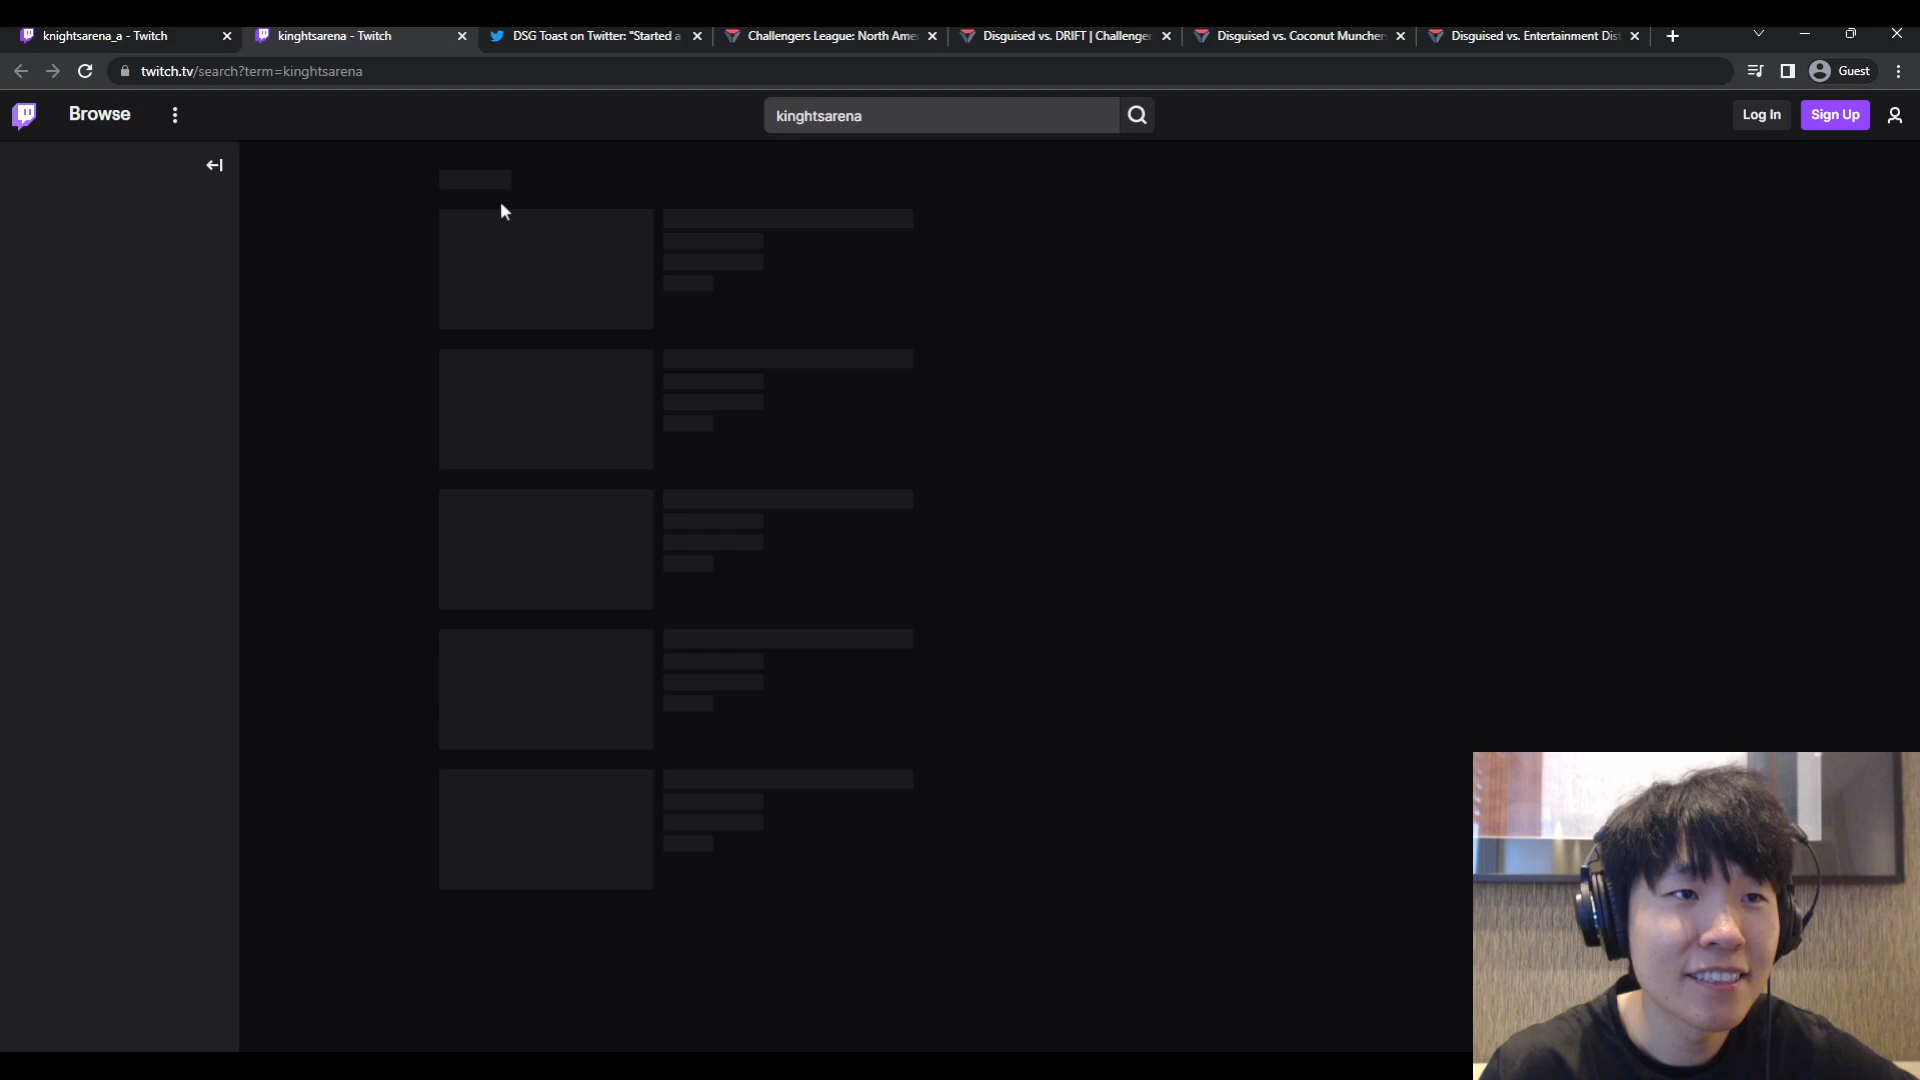 knightsarena_a - Twitch
kinghtsarena - Twitch
DSG Toast on Twitter: "Started a
Challengers League: North Ame
Disguised vs. DRIFT | Challenger
Disguised vs. Coconut Muncher
Disguised vs. Entertainment Dist
twitch.tv/search?term=kinghtsarena
Guest
Browse
kinghtsarena
Log In
Sign Up